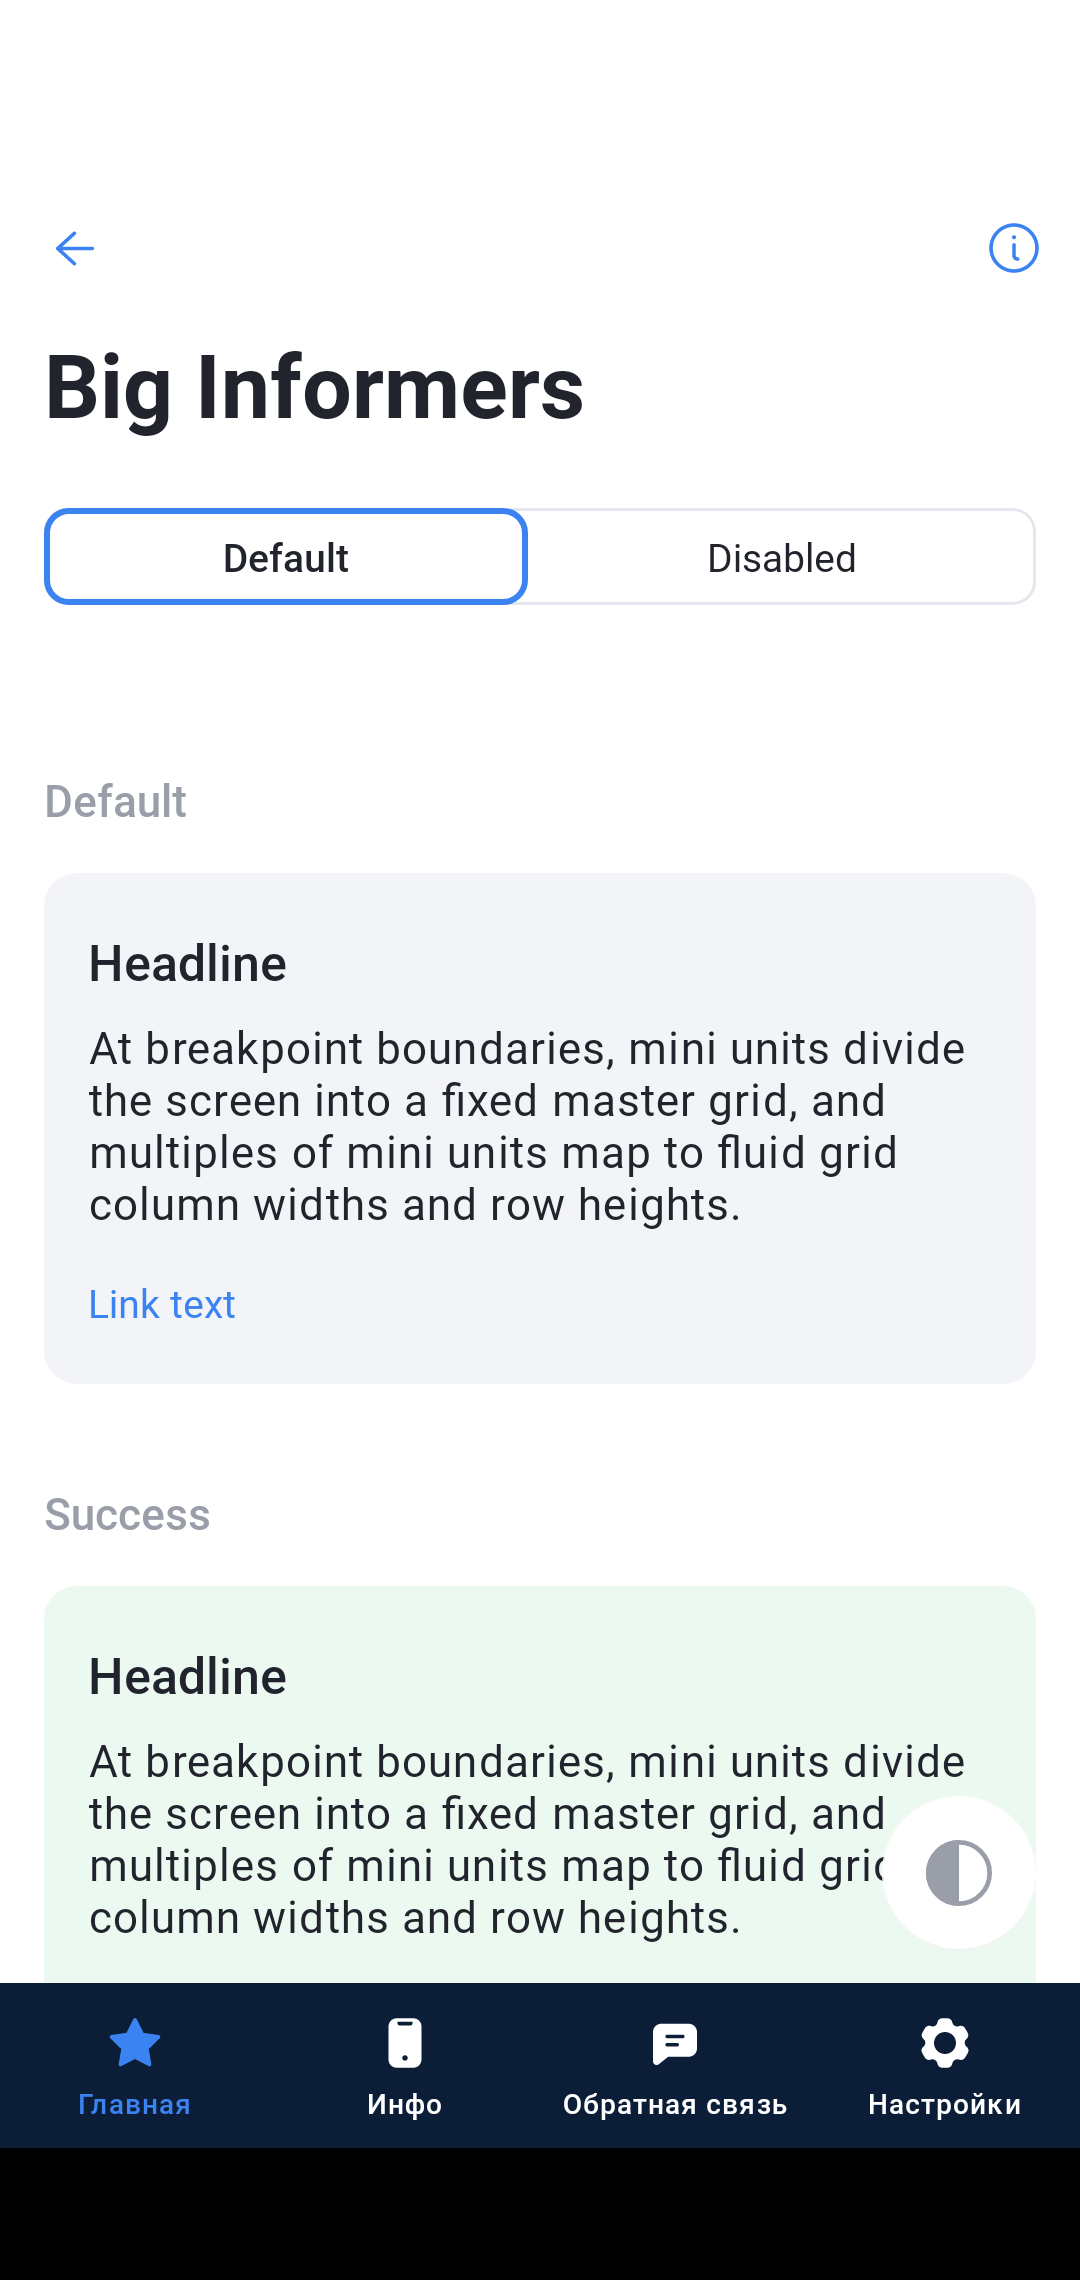 Big Informers
Default
Disabled
Default
Headline
At breakpoint boundaries, mini units divide
the screen into a fixed master grid, and
multiples of mini units map to fluid grid
column widths and row heights.
Link text
Success
Headline
At breakpoint boundaries, mini units divide
the screen into a fixed master grid, and
multiples of mini units map to fluid grid
column widths and row heights.
Главная
Инфо
Обратная связь
Настройки